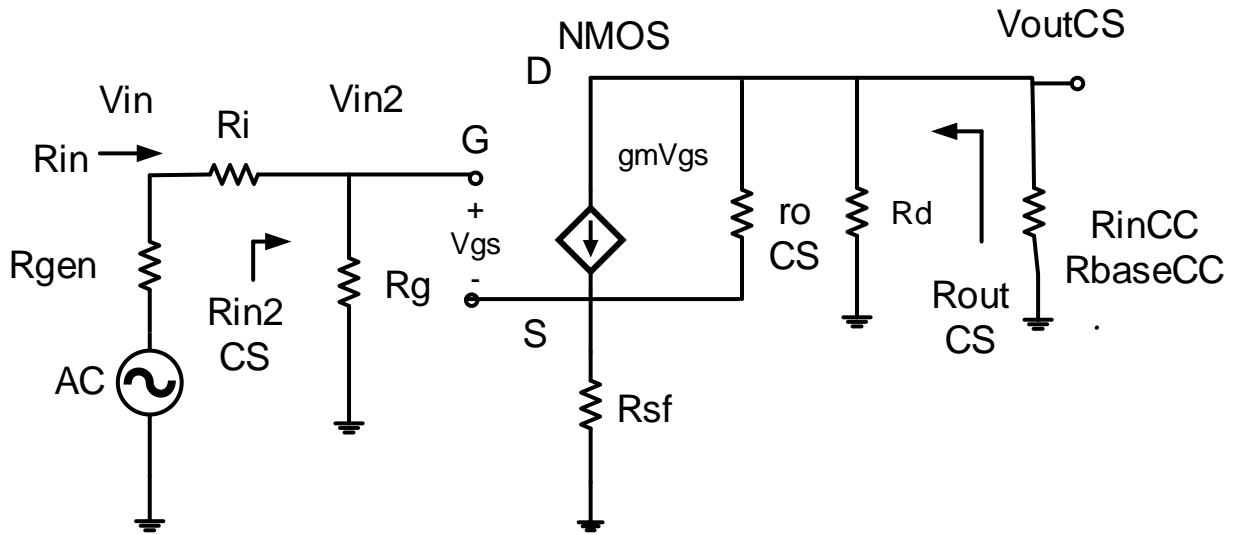 NMOS
VoutCS
D
Vin
Ri
Vin2
G
Rin
gmVgs
+
Vgs
-
ro
CS
Rd
RinCC
RbaseCC
Rgen
Rin2
CS
Rg
S
Rout
CS
AC
Rsf
.